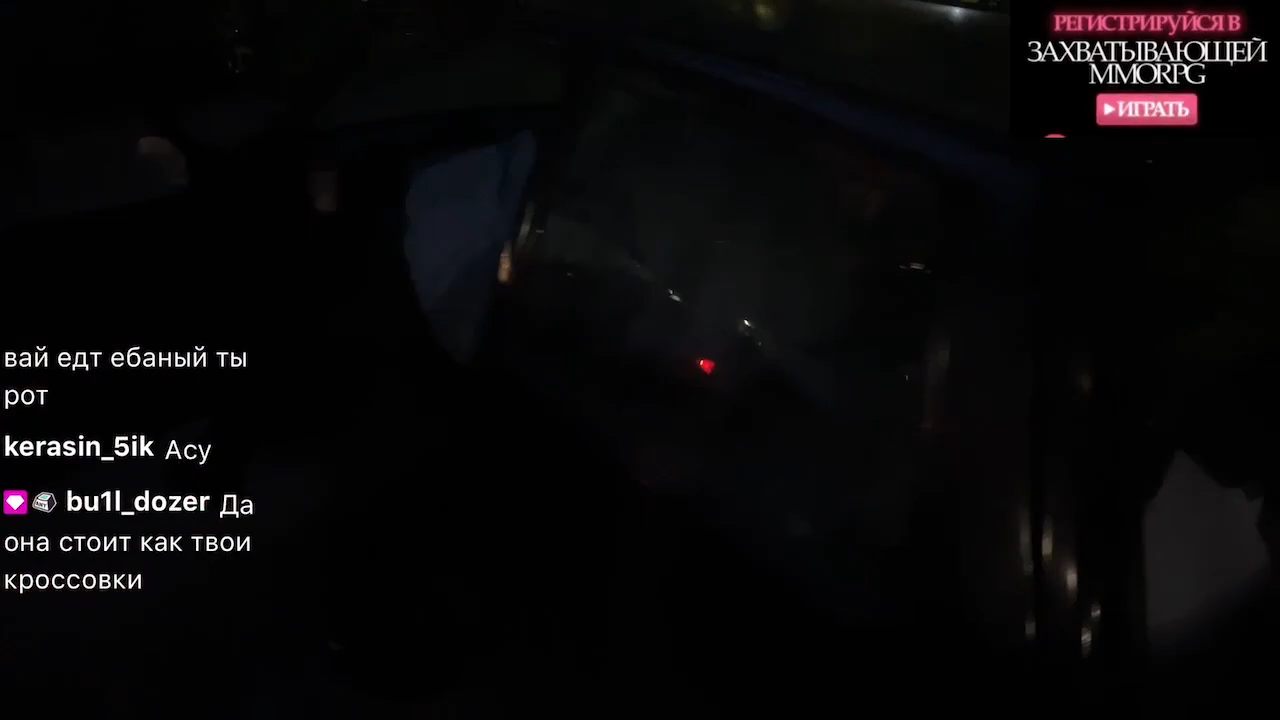 РЕГИСТРИРУЙСЯ В
ЗАХВАТЫВАЮЩЕЙ
MMORPG
ИГРАТЬ
вай едт ебаный ты
рот
kerasin_5ik Асу
bu1l_dozer Да
она стоит как твои
кроссовки